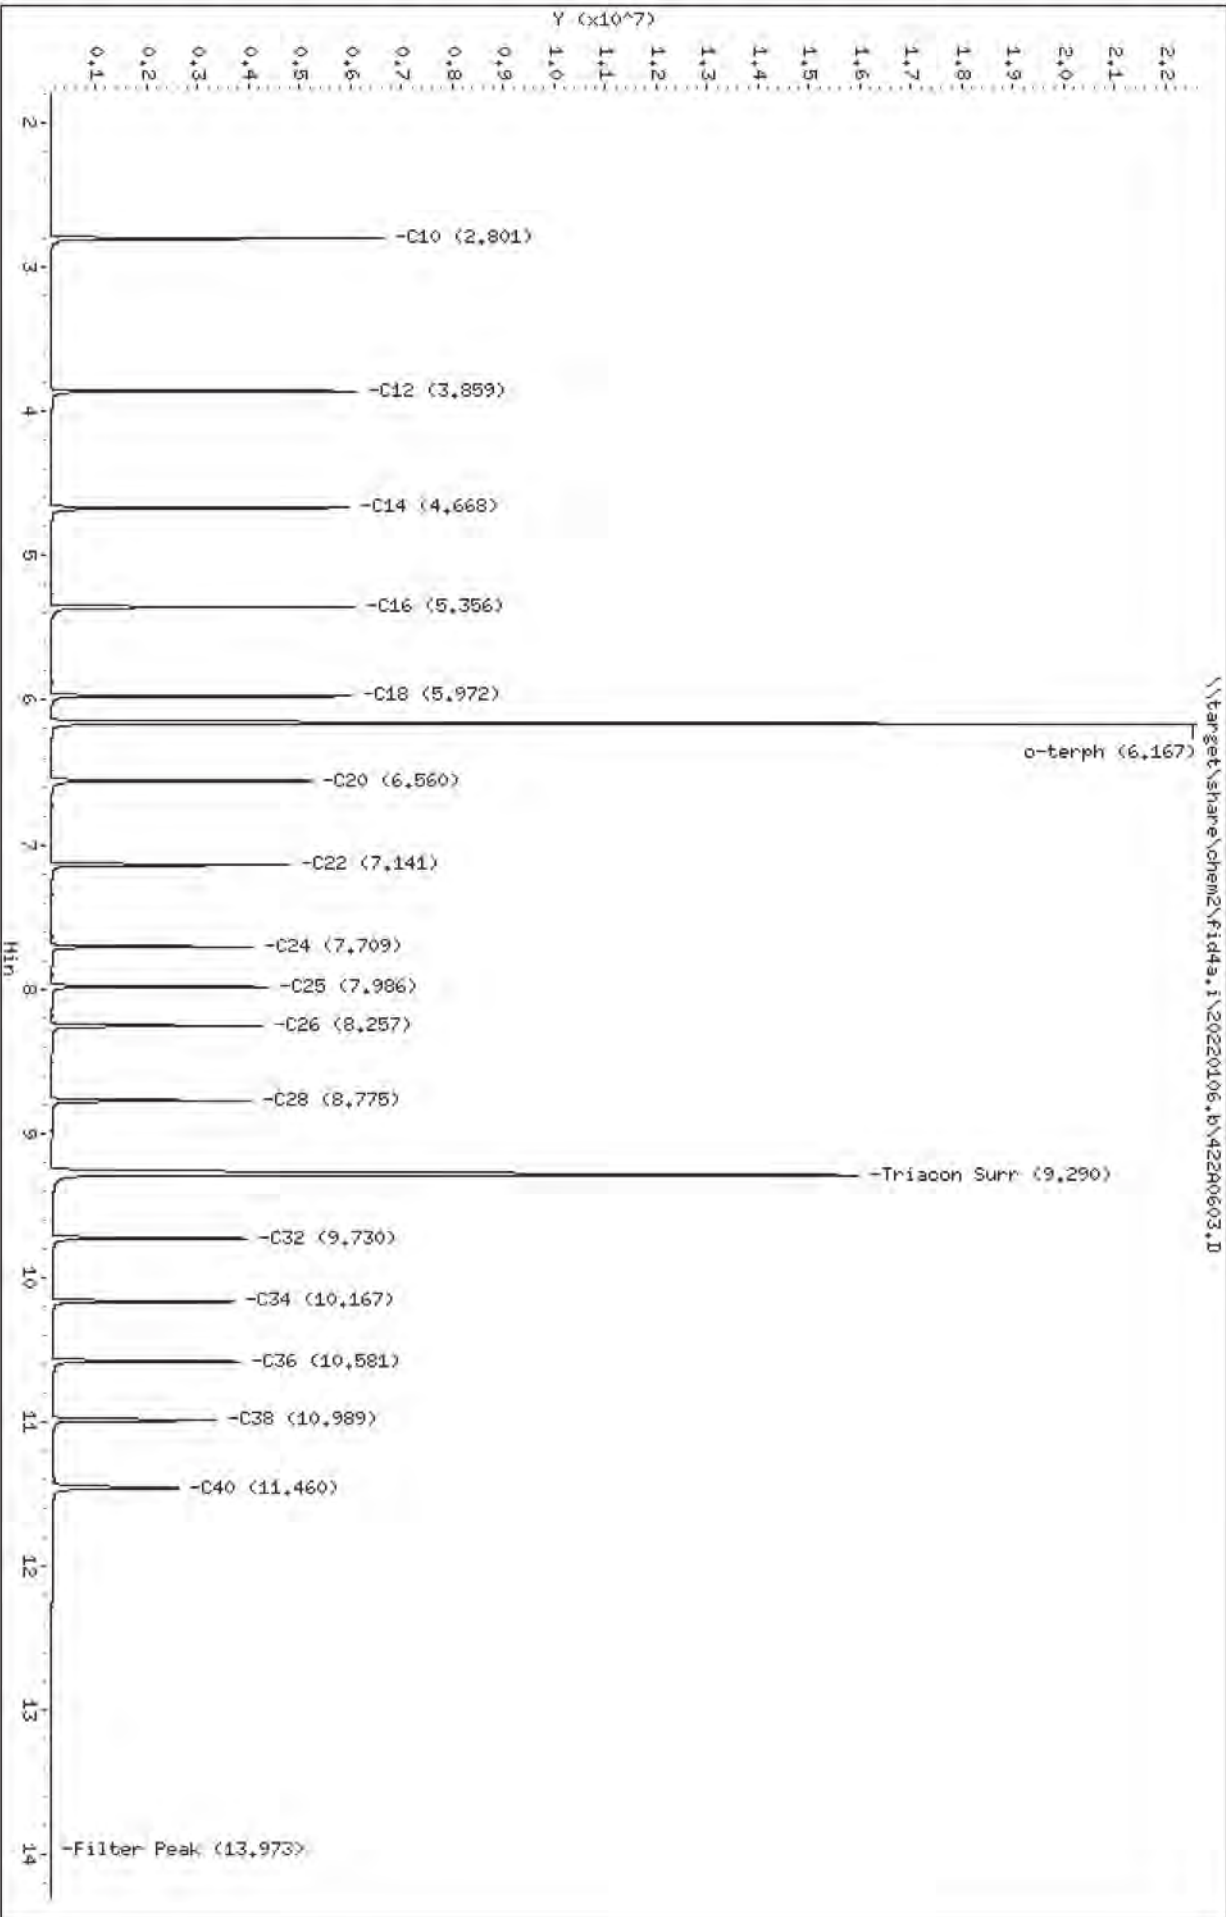 \\target\share\chem2\fid4a.i\20220106.b\422A0603.D
Y (x10^7)
0.1
0.2
0.3
0.4
0.5
0.6
0.7
0.8
0.9
1.0
1.1
1.2
1.3
1.4
1.5
1.6
1.7
1.8
1.9
2.0
2.1
2.2
-C10 (2.801)
-C12 (3.859)
-C14 (4.668)
-C16 (5.356)
-C18 (5.972)
o-terph (6.167)
-C20 (6.560)
-C22 (7.141)
-C24 (7.709)
-C25 (7.986)
-C26 (8.257)
-C28 (8.775)
-Triacon Surr (9.290)
-C32 (9.730)
-C34 (10.167)
-C36 (10.581)
-C38 (10.989)
-C40 (11.460)
-Filter Peak (13.973)
2
3
4
5
6
7
8
9
10
11
12
13
14
Min